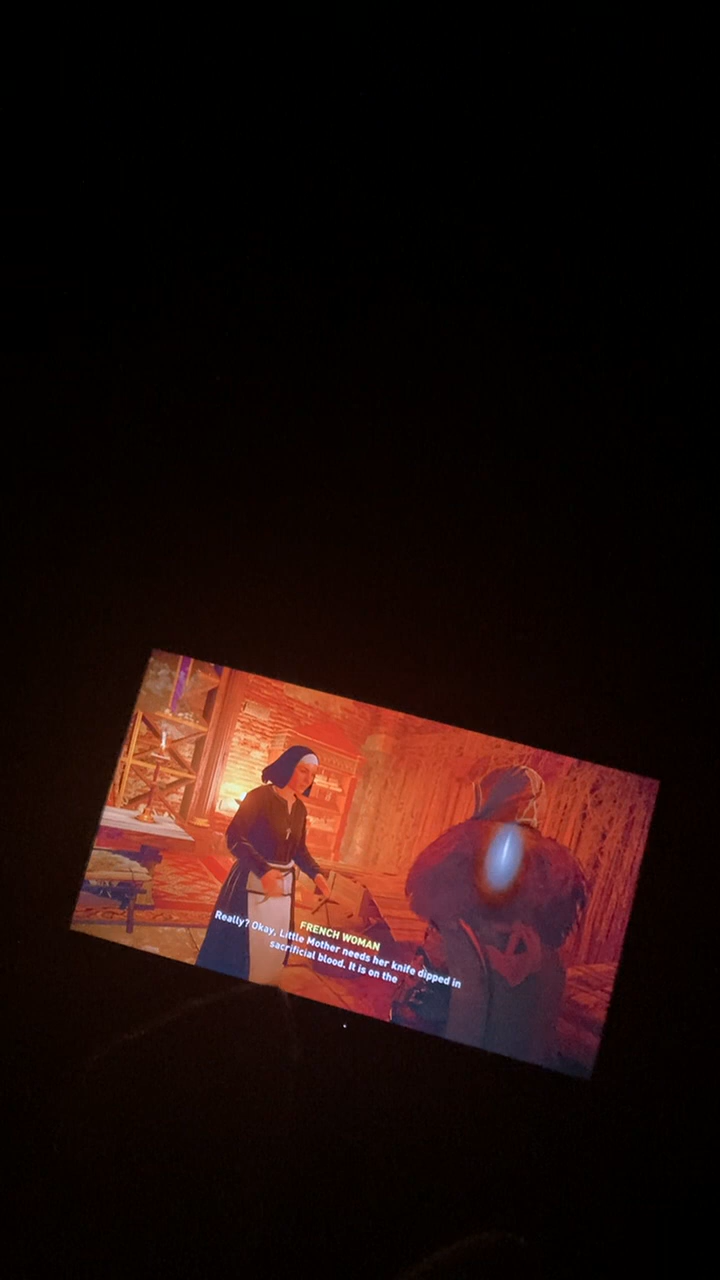 FRENCH WOMAN
Really? Okay, Little Mother needs her knife dipped in
sacrificial blood. It is on the